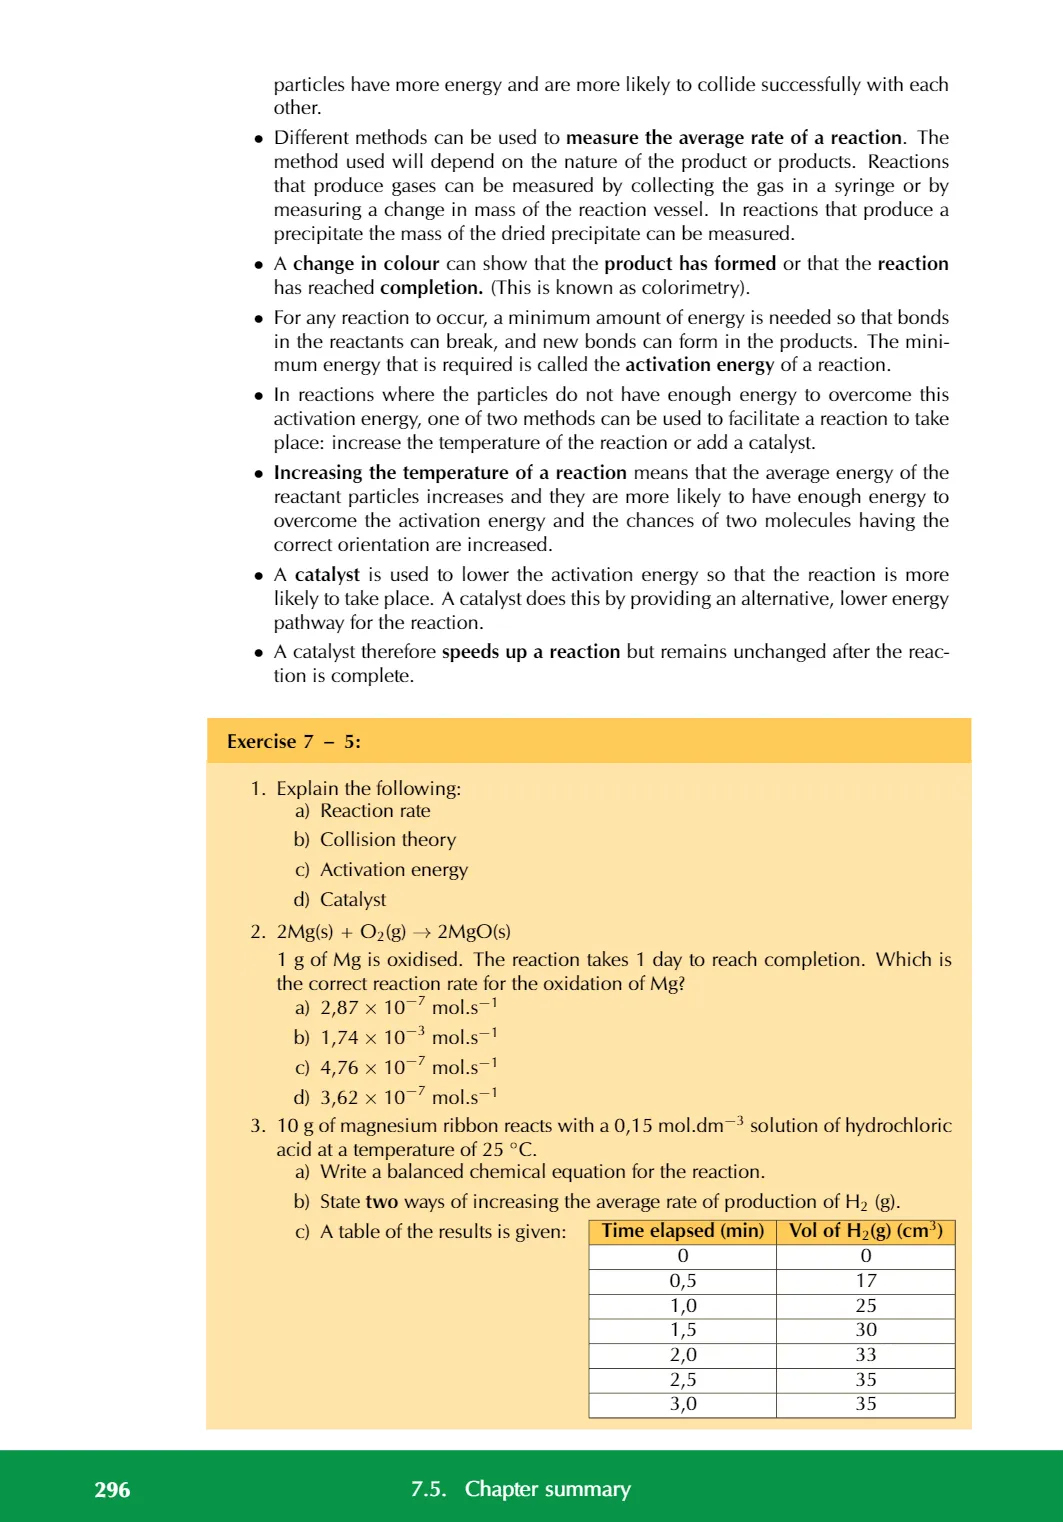 particles have more energy and are more likely to collide successfully with each
other.
• Different methods can be used to measure the average rate of a reaction. The
method used will depend on the nature of the product or products. Reactions
that produce gases can be measured by collecting the gas in a syringe or by
measuring a change in mass of the reaction vessel. In reactions that produce a
precipitate the mass of the dried precipitate can be measured.
• A change in colour can show that the product has formed or that the reaction
has reached completion. (This is known as colorimetry).
• For any reaction to occur, a minimum amount of energy is needed so that bonds
in the reactants can break, and new bonds can form in the products. The mini-
mum energy that is required is called the activation energy of a reaction.
• In reactions where the particles do not have enough energy to overcome this
activation energy, one of two methods can be used to facilitate a reaction to take
place: increase the temperature of the reaction or add a catalyst.
• Increasing the temperature of a reaction means that the average energy of the
reactant particles increases and they are more likely to have enough energy to
overcome the activation energy and the chances of two molecules having the
correct orientation are increased.
• A catalyst is used to lower the activation energy so that the reaction is more
likely to take place. A catalyst does this by providing an alternative, lower energy
pathway for the reaction.
• A catalyst therefore speeds up a reaction but remains unchanged after the reac-
tion is complete.
Exercise 7 – 5:
1. Explain the following:
a) Reaction rate
b) Collision theory
c) Activation energy
d) Catalyst
2. 2Mg(s) + O₂(g) → 2MgO(s)
1 g of Mg is oxidised. The reaction takes 1 day to reach completion. Which is
the correct reaction rate for the oxidation of Mg?
a) 2,87 × 10⁻⁷ mol.s⁻¹
b) 1,74 × 10⁻³ mol.s⁻¹
c) 4,76 × 10⁻⁷ mol.s⁻¹
d) 3,62 × 10⁻⁷ mol.s⁻¹
3. 10 g of magnesium ribbon reacts with a 0,15 mol.dm⁻³ solution of hydrochloric
acid at a temperature of 25 °C.
a) Write a balanced chemical equation for the reaction.
b) State two ways of increasing the average rate of production of H₂ (g).
c) A table of the results is given:
Time elapsed (min) Vol of H₂(g) (cm³)
0 0
0,5 17
1,0 25
1,5 30
2,0 33
2,5 35
3,0 35
296 7.5. Chapter summary